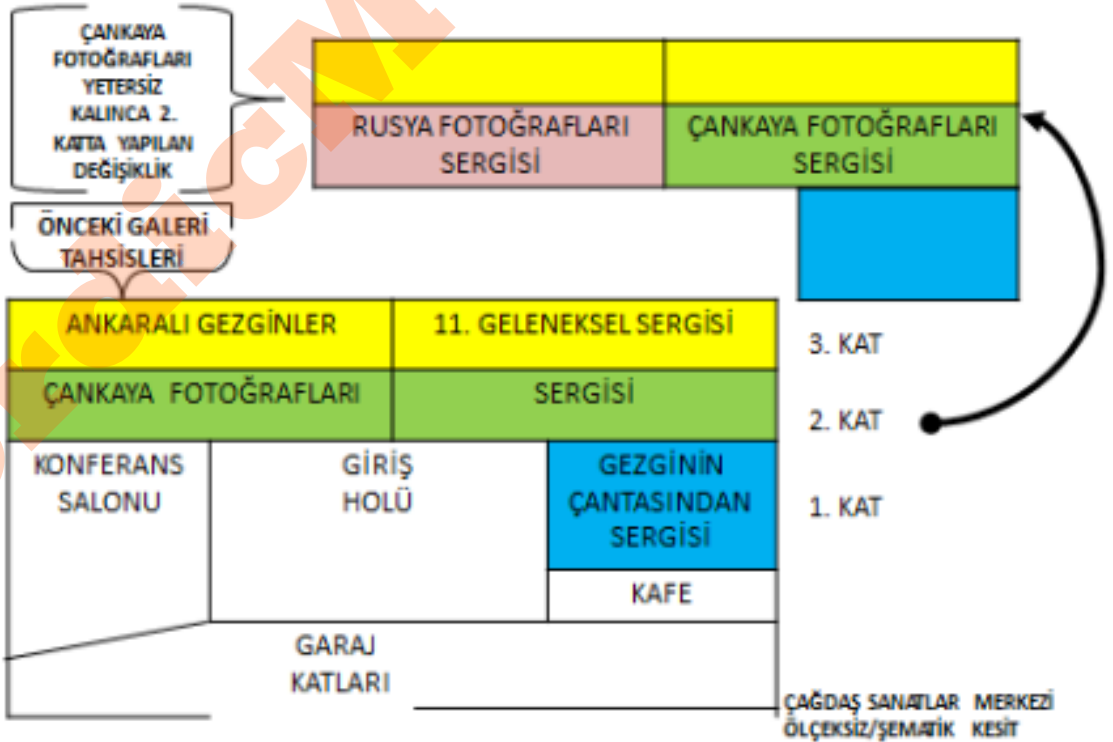 ÇANKAYA
FOTOĞRAFLARI
YETERSİZ
KALINCA 2.
KATTA YAPILAN
DEĞİŞİKLİK
RUSYA FOTOĞRAFLARI
SERGİSİ
ÇANKAYA FOTOĞRAFLARI
SERGİSİ
ÖNCEKİ GALERİ
TAHSİSLERİ
ANKARALI GEZGİNLER
11. GELENEKSEL SERGİSİ
3. KAT
ÇANKAYA FOTOĞRAFLARI
SERGİSİ
2. KAT
KONFERANS
SALONU
GİRİŞ
HOLÜ
GEZGİNİN
ÇANTASINDAN
SERGİSİ
1. KAT
KAFE
GARAJ
KATLARI
ÇAĞDAŞ SANATLAR MERKEZİ
ÖLÇEKSİZ/ŞEMATİK KESİT